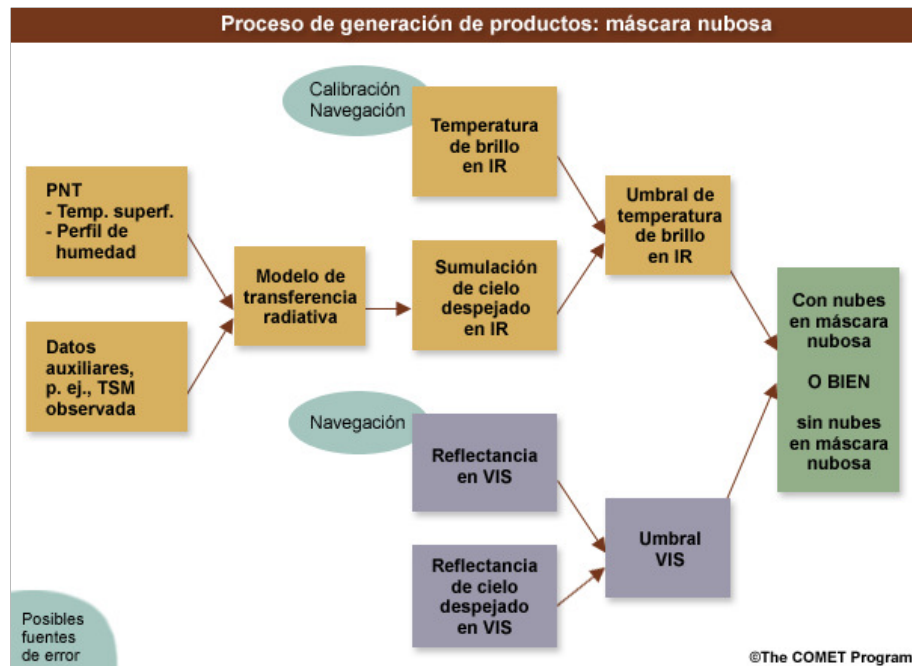 Proceso de generación de productos: máscara nubosa
Calibración
Navegación
Temperatura
de brillo
en IR
PNT
- Temp. superf.
- Perfil de
humedad
Umbral de
temperatura
de brillo
en IR
Modelo de
transferencia
radiativa
Sumulación
de cielo
despejado
en IR
Con nubes
en máscara
nubosa
O BIEN
sin nubes
en máscara
nubosa
Datos
auxiliares,
p. ej., TSM
observada
Navegación
Reflectancia
en VIS
Umbral
VIS
Reflectancia
de cielo
despejado
en VIS
Posibles
fuentes
de error
©The COMET Program